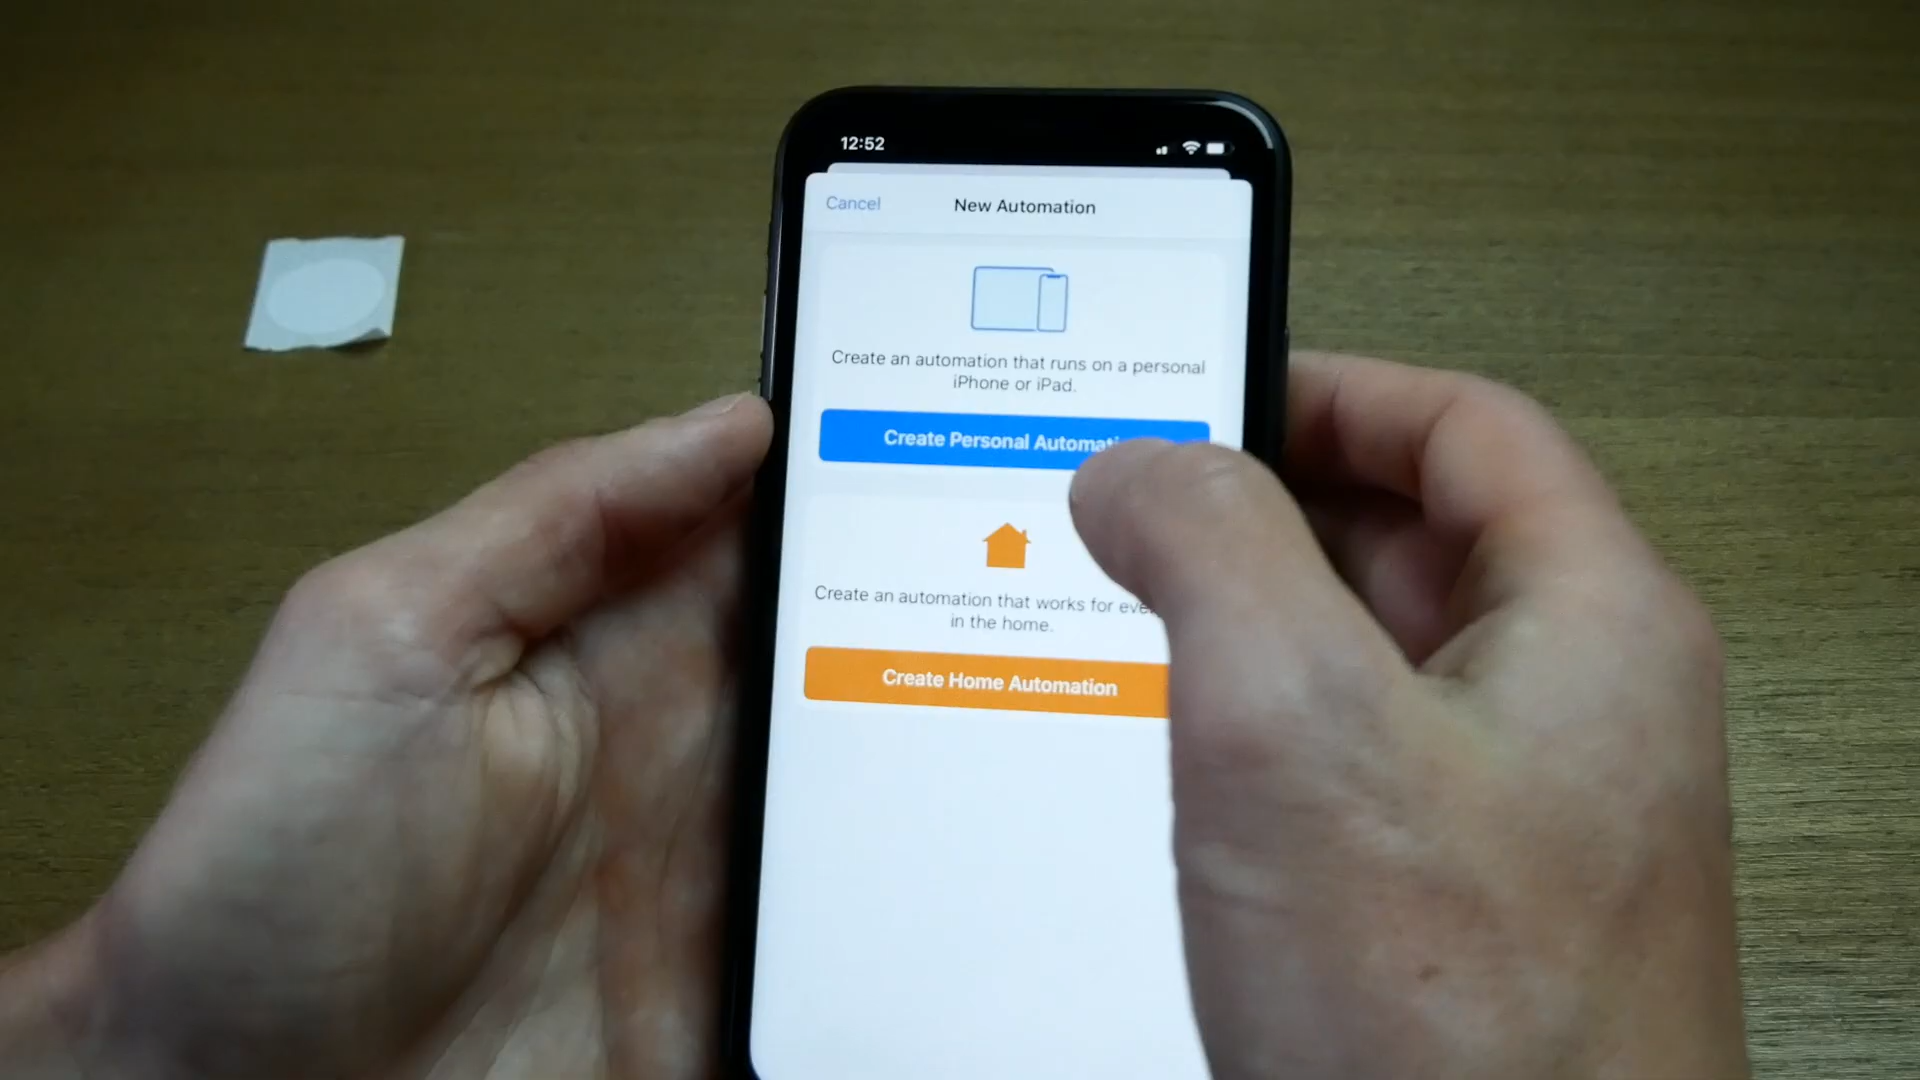 12:52
Cancel
New Automation
Create an automation that runs on a personal
iPhone or iPad.
Create Personal
Create an automation that works for
in the home.
Create Home Automation